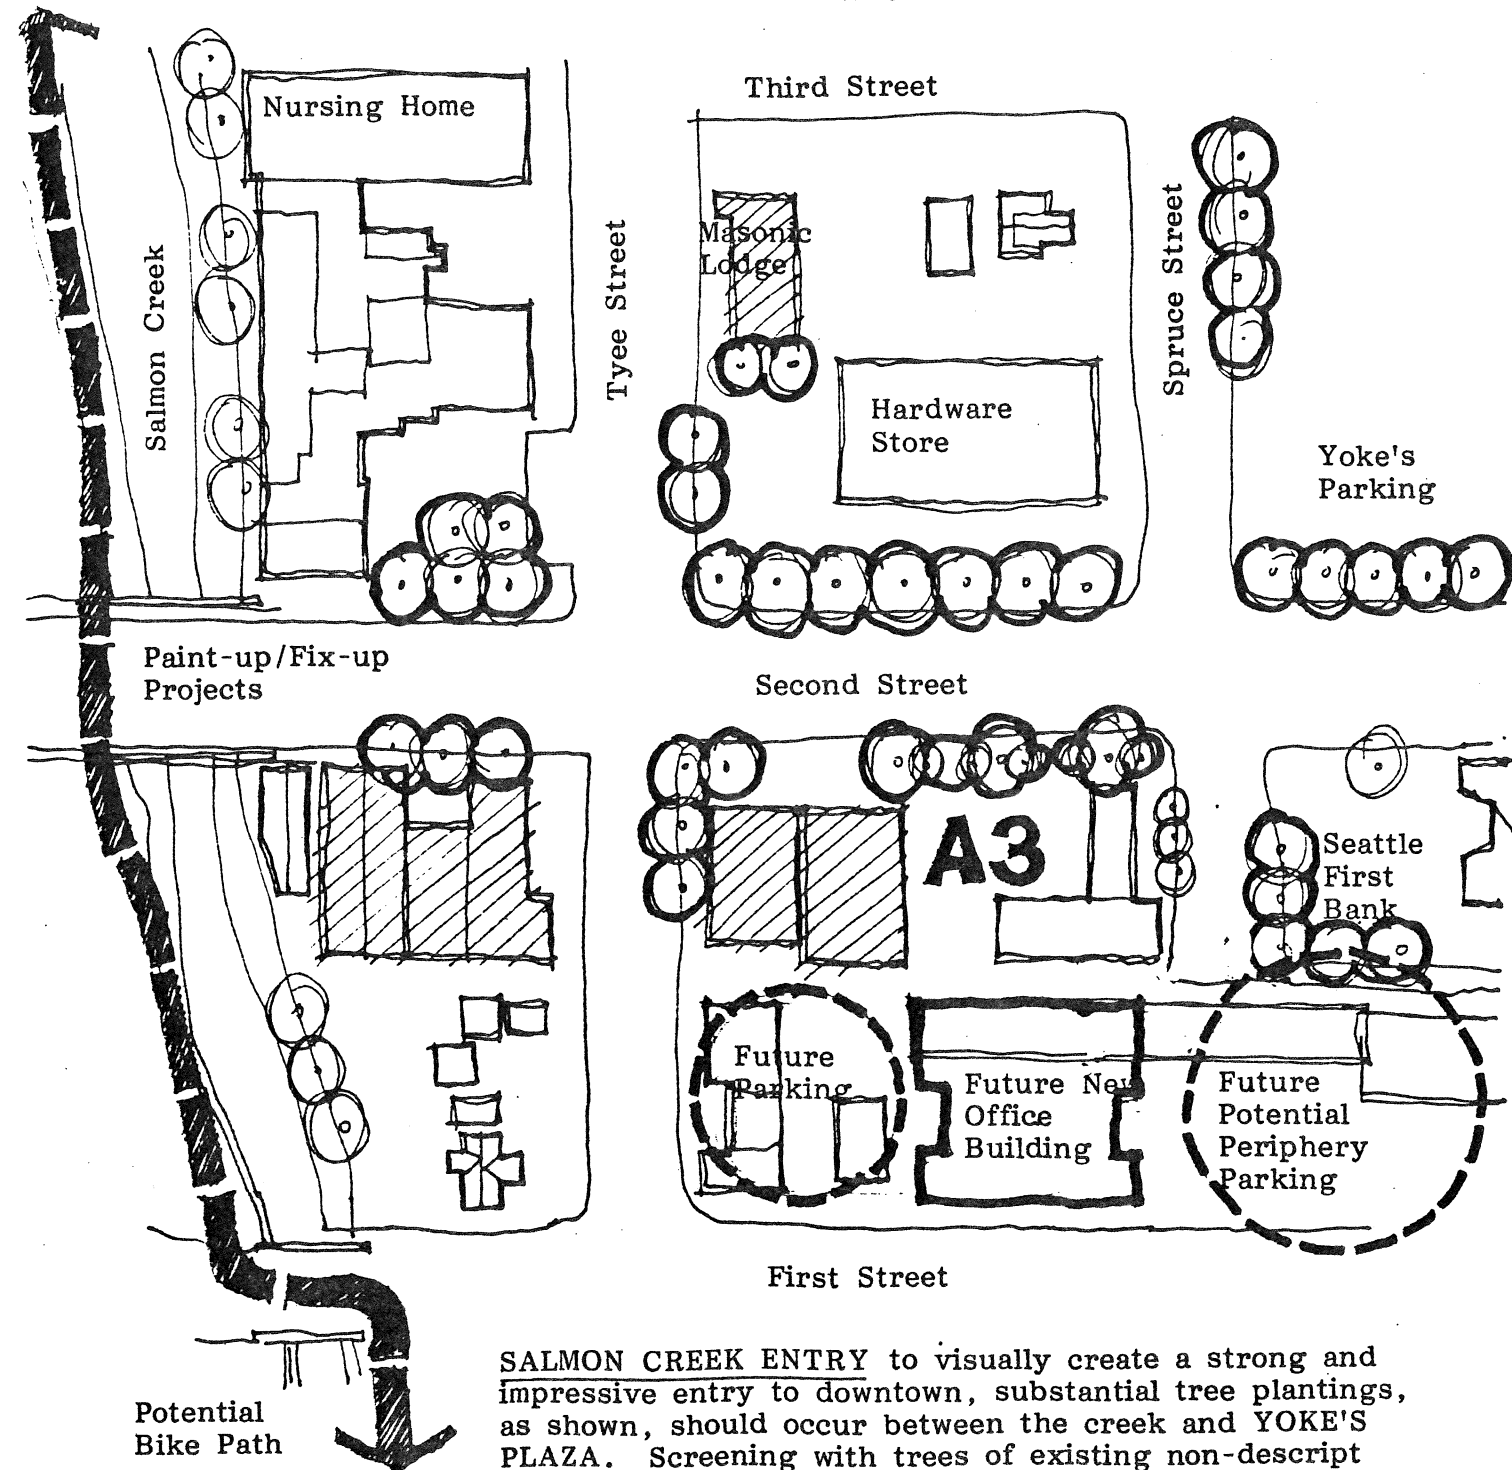 Third Street
Nursing Home
Masonic
Lodge
Salmon Creek
Tyee Street
Spruce Street
Hardware
Store
Yoke's
Parking
Paint-up/Fix-up
Projects
Second Street
A3
Seattle
First
Bank
Future
Parking
Future New
Office
Building
Future
Potential
Periphery
Parking
First Street
Potential
Bike Path
SALMON CREEK ENTRY to visually create a strong and
impressive entry to downtown, substantial tree plantings,
as shown, should occur between the creek and YOKE'S
PLAZA. Screening with trees of existing non-descript